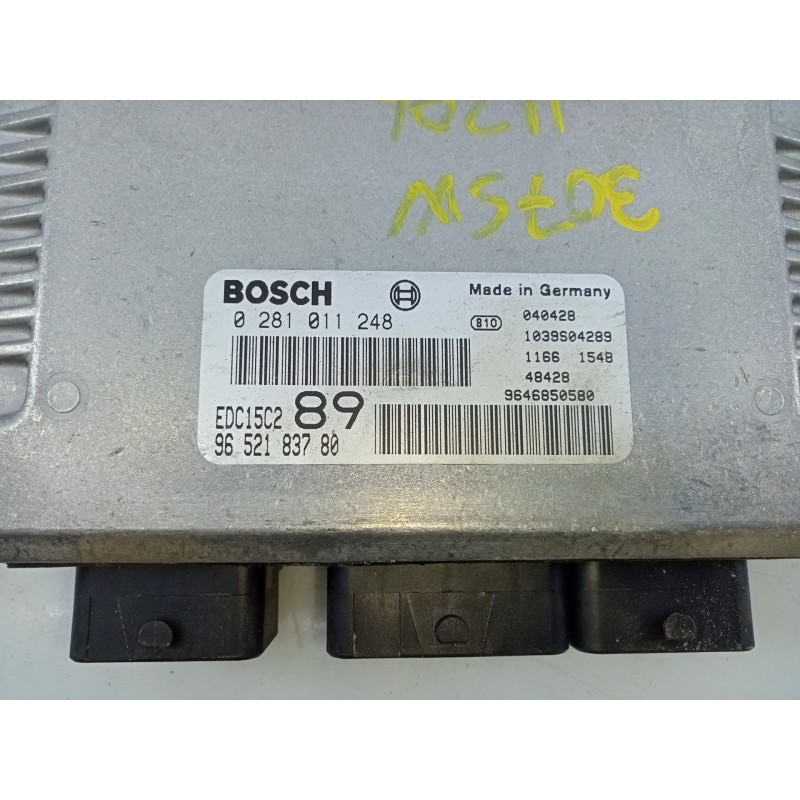 307SW
BOSCH
Made in Germany
0 281 011 248
810
040428
1039S04289
1166 1548
48428
EDC15C2 89
9646850580
96 521 837 80